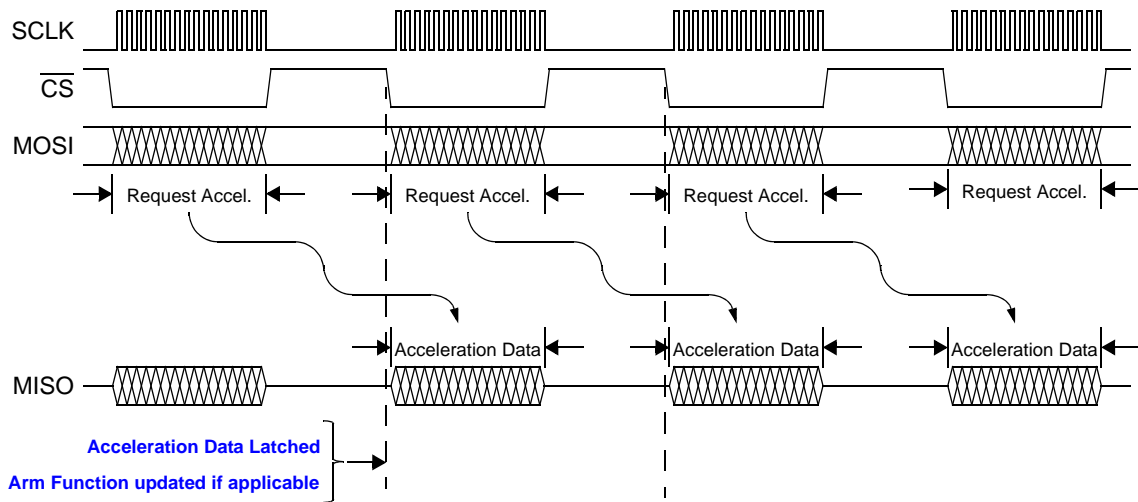 SCLK
CS
MOSI
Request Accel. Request Accel. Request Accel. Request Accel.
Acceleration Data Acceleration Data Acceleration Data
MISO
Acceleration Data Latched
Arm Function updated if applicable